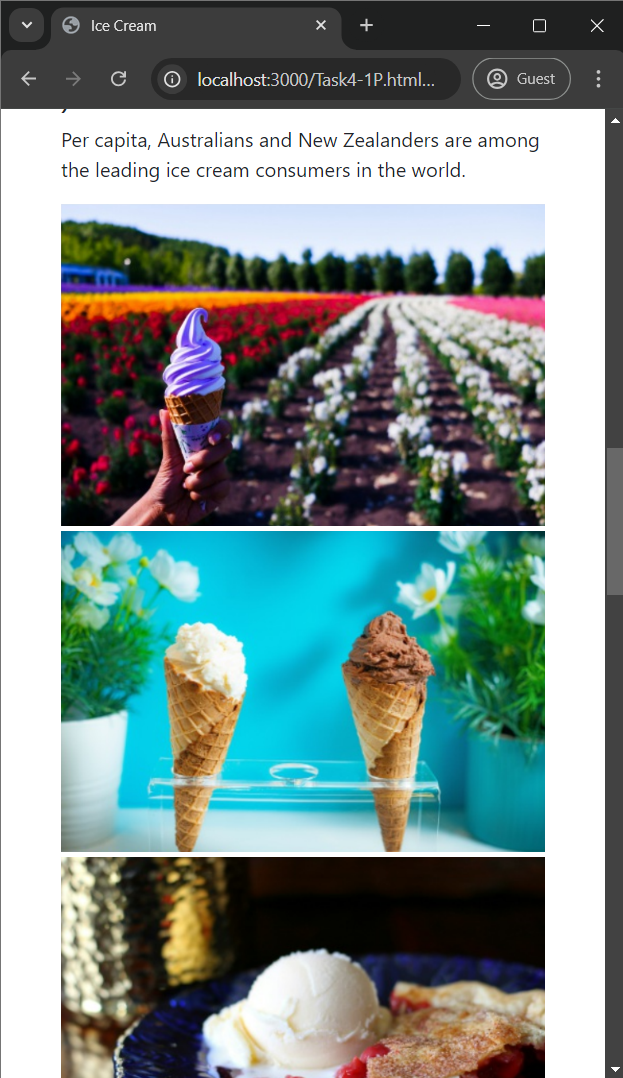 Ice Cream
localhost:3000/Task4-1P.html...
Guest
Per capita, Australians and New Zealanders are among
the leading ice cream consumers in the world.